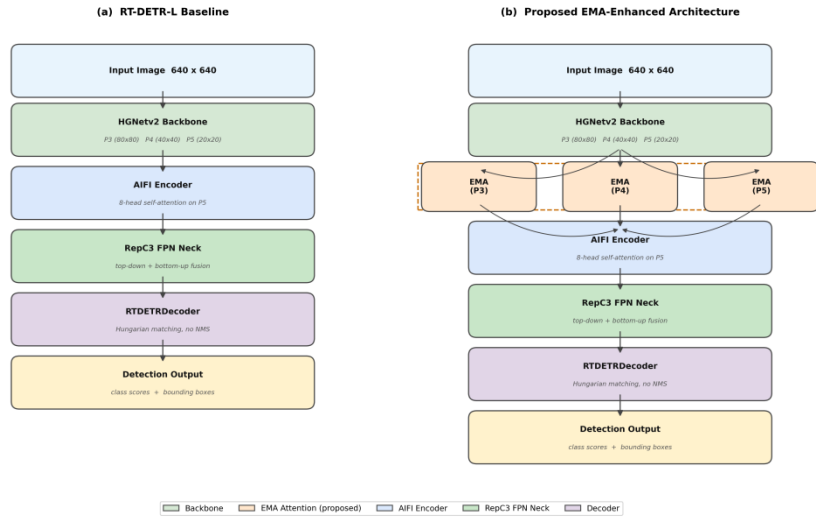 (a) RT-DETR-L Baseline
Input Image 640 x 640
HGNetv2 Backbone
P3 (80x80) P4 (40x40) P5 (20x20)
AIFI Encoder
8-head self-attention on P5
RepC3 FPN Neck
top-down + bottom-up fusion
RTDETRDecoder
Hungarian matching, no NMS
Detection Output
class scores + bounding boxes
(b) Proposed EMA-Enhanced Architecture
Input Image 640 x 640
HGNetv2 Backbone
P3 (80x80) P4 (40x40) P5 (20x20)
EMA
(P3)
EMA
(P4)
EMA
(P5)
AIFI Encoder
8-head self-attention on P5
RepC3 FPN Neck
top-down + bottom-up fusion
RTDETRDecoder
Hungarian matching, no NMS
Detection Output
class scores + bounding boxes
Backbone EMA Attention (proposed) AIFI Encoder RepC3 FPN Neck Decoder